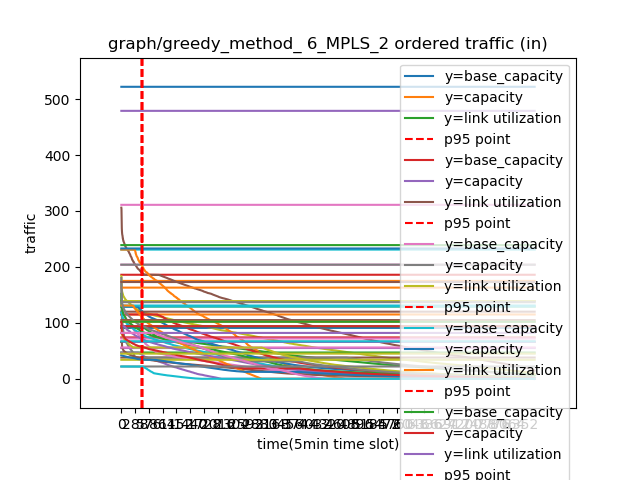 graph/greedy_method_ 6_MPLS_2 ordered traffic (in)
traffic
500
400
300
200
100
0
time(5min time slot)
y=base_capacity
y=capacity
y=link utilization
p95 point
y=base_capacity
y=capacity
y=link utilization
p95 point
y=base_capacity
y=capacity
y=link utilization
p95 point
y=base_capacity
y=capacity
y=link utilization
p95 point
y=base_capacity
y=capacity
y=link utilization
p95 point